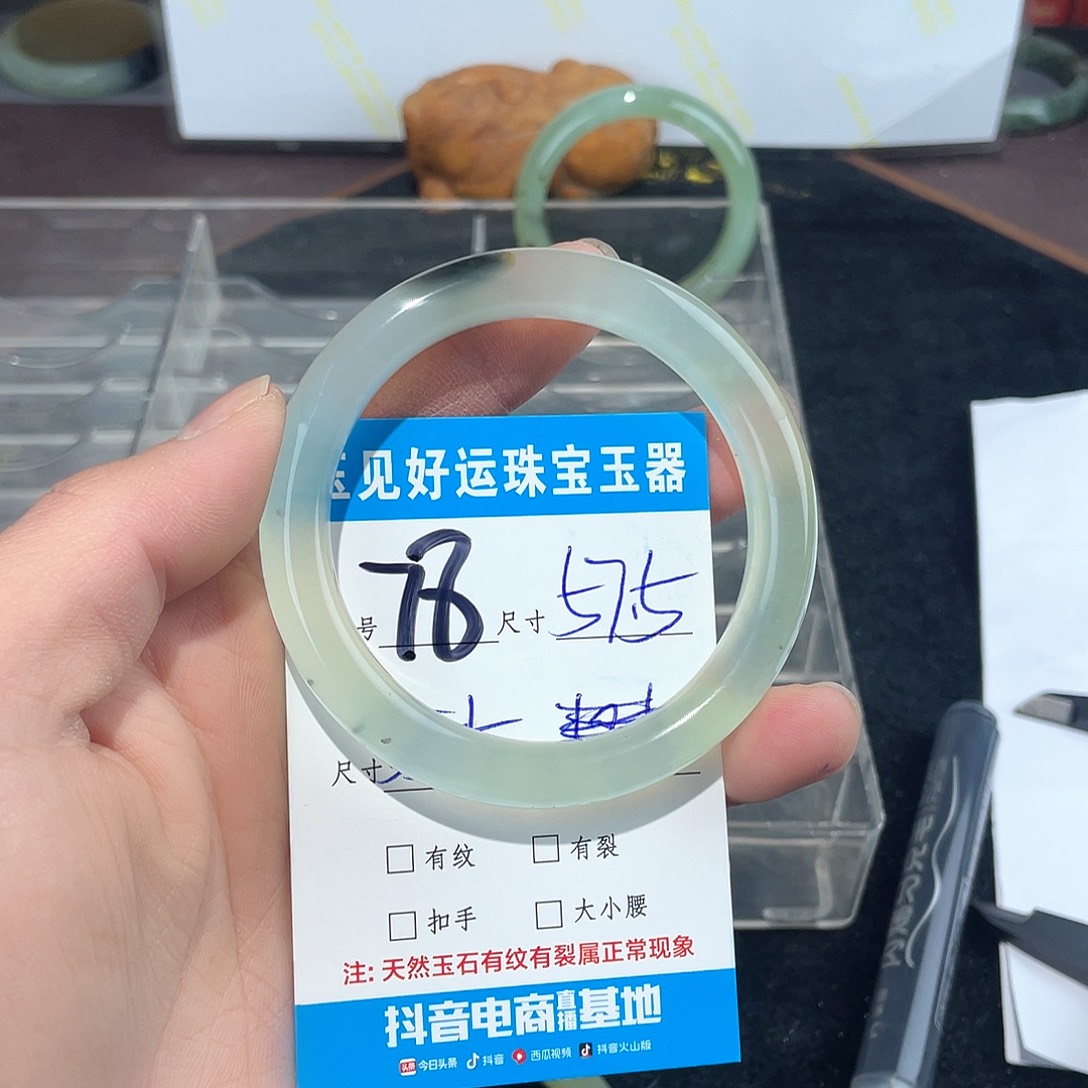 见好运珠宝玉器
号 78 尺寸 57.5
尺寸
有纹 有裂
扣手 大小腰
注: 天然玉石有纹有裂属正常现象
抖音电商直播基地
头条 今日头条 抖音 西瓜视频 抖音火山版